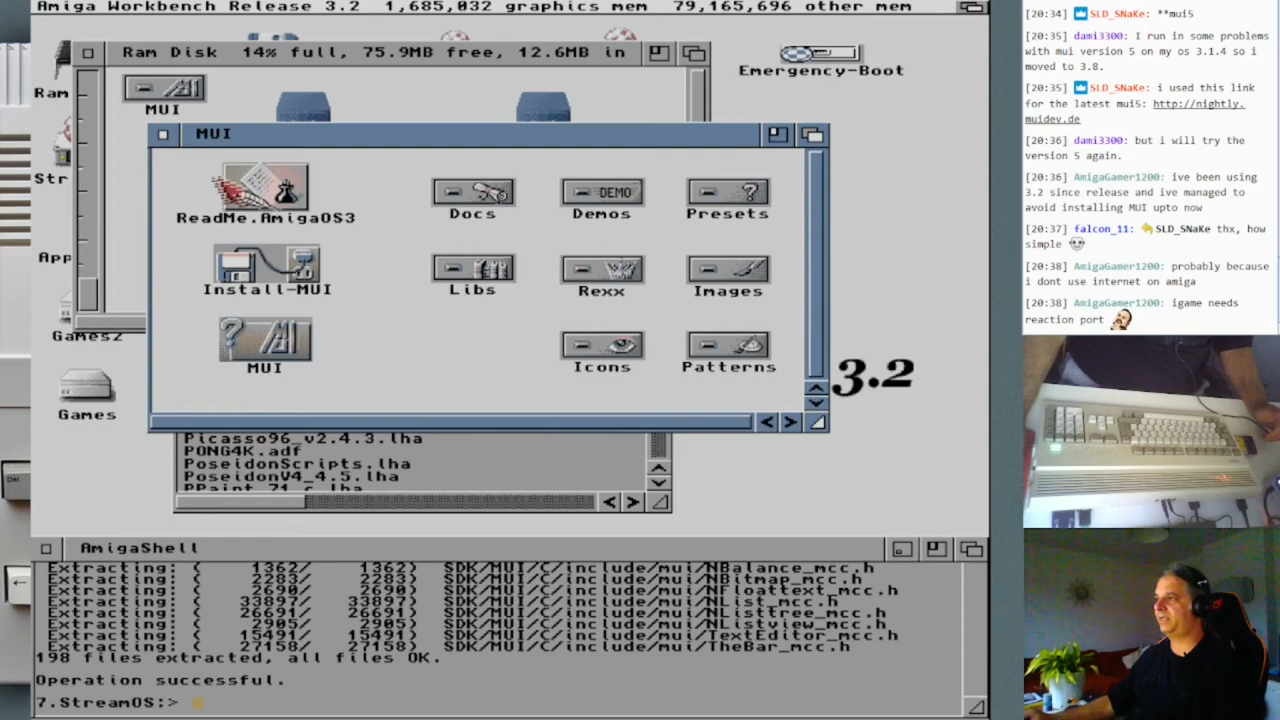 Amiga Workbench Release 3.2 1,685,032 graphics mem 79,165,696 other mem
Ram Disk 14% full, 75.9MB free, 12.6MB in
Emergency-Boot
Ram
MUI
MUI
Str
ReadMe.AmigaOS3
Docs
DEMO
Demos
Presets
App
Install-MUI
Libs
Rexx
Images
Games2
MUI
Icons
Patterns
3.2
Games
Picasso96_v2.4.3.lha
PONG4K.adf
PoseidonScripts.lha
PoseidonV4_4.5.lha
PPaint_71_c.lha
Del
AmigaShell
Extracting: ( 1362/ 1362) SDK/MUI/C/include/mui/NBalance_mcc.h
Extracting: ( 2283/ 2283) SDK/MUI/C/include/mui/NBitmap_mcc.h
Extracting: ( 2690/ 2690) SDK/MUI/C/include/mui/NFloattext_mcc.h
Extracting: ( 33897/ 33897) SDK/MUI/C/include/mui/NList_mcc.h
Extracting: ( 26691/ 26691) SDK/MUI/C/include/mui/NListtree_mcc.h
Extracting: ( 2905/ 2905) SDK/MUI/C/include/mui/NListview_mcc.h
Extracting: ( 15491/ 15491) SDK/MUI/C/include/mui/TextEditor_mcc.h
Extracting: ( 27158/ 27158) SDK/MUI/C/include/mui/TheBar_mcc.h
198 files extracted, all files OK.
Operation successful.
7.StreamOS:>
[20:34] SLD_SNaKe: **mui5
[20:35] dami3300: I run in some problems
with mui version 5 on my os 3.1.4 so i
moved to 3.8.
[20:35] SLD_SNaKe: i used this link
for the latest mui5: http://nightly.
muidev.de
[20:36] dami3300: but i will try the
version 5 again.
[20:36] AmigaGamer1200: ive been using
3.2 since release and ive managed to
avoid installing MUI upto now
[20:37] falcon_11: SLD_SNaKe thx, how
simple
[20:38] AmigaGamer1200: probably because
i dont use internet on amiga
[20:38] AmigaGamer1200: igame needs
reaction port